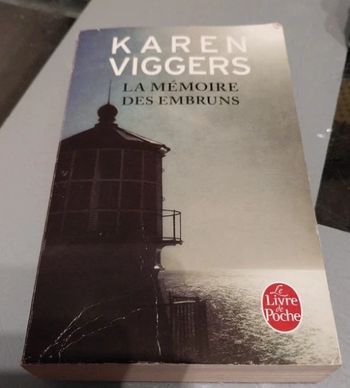 KAREN
VIGGERS
LA MÉMOIRE
DES EMBRUNS
Le
Livre
de
Poche